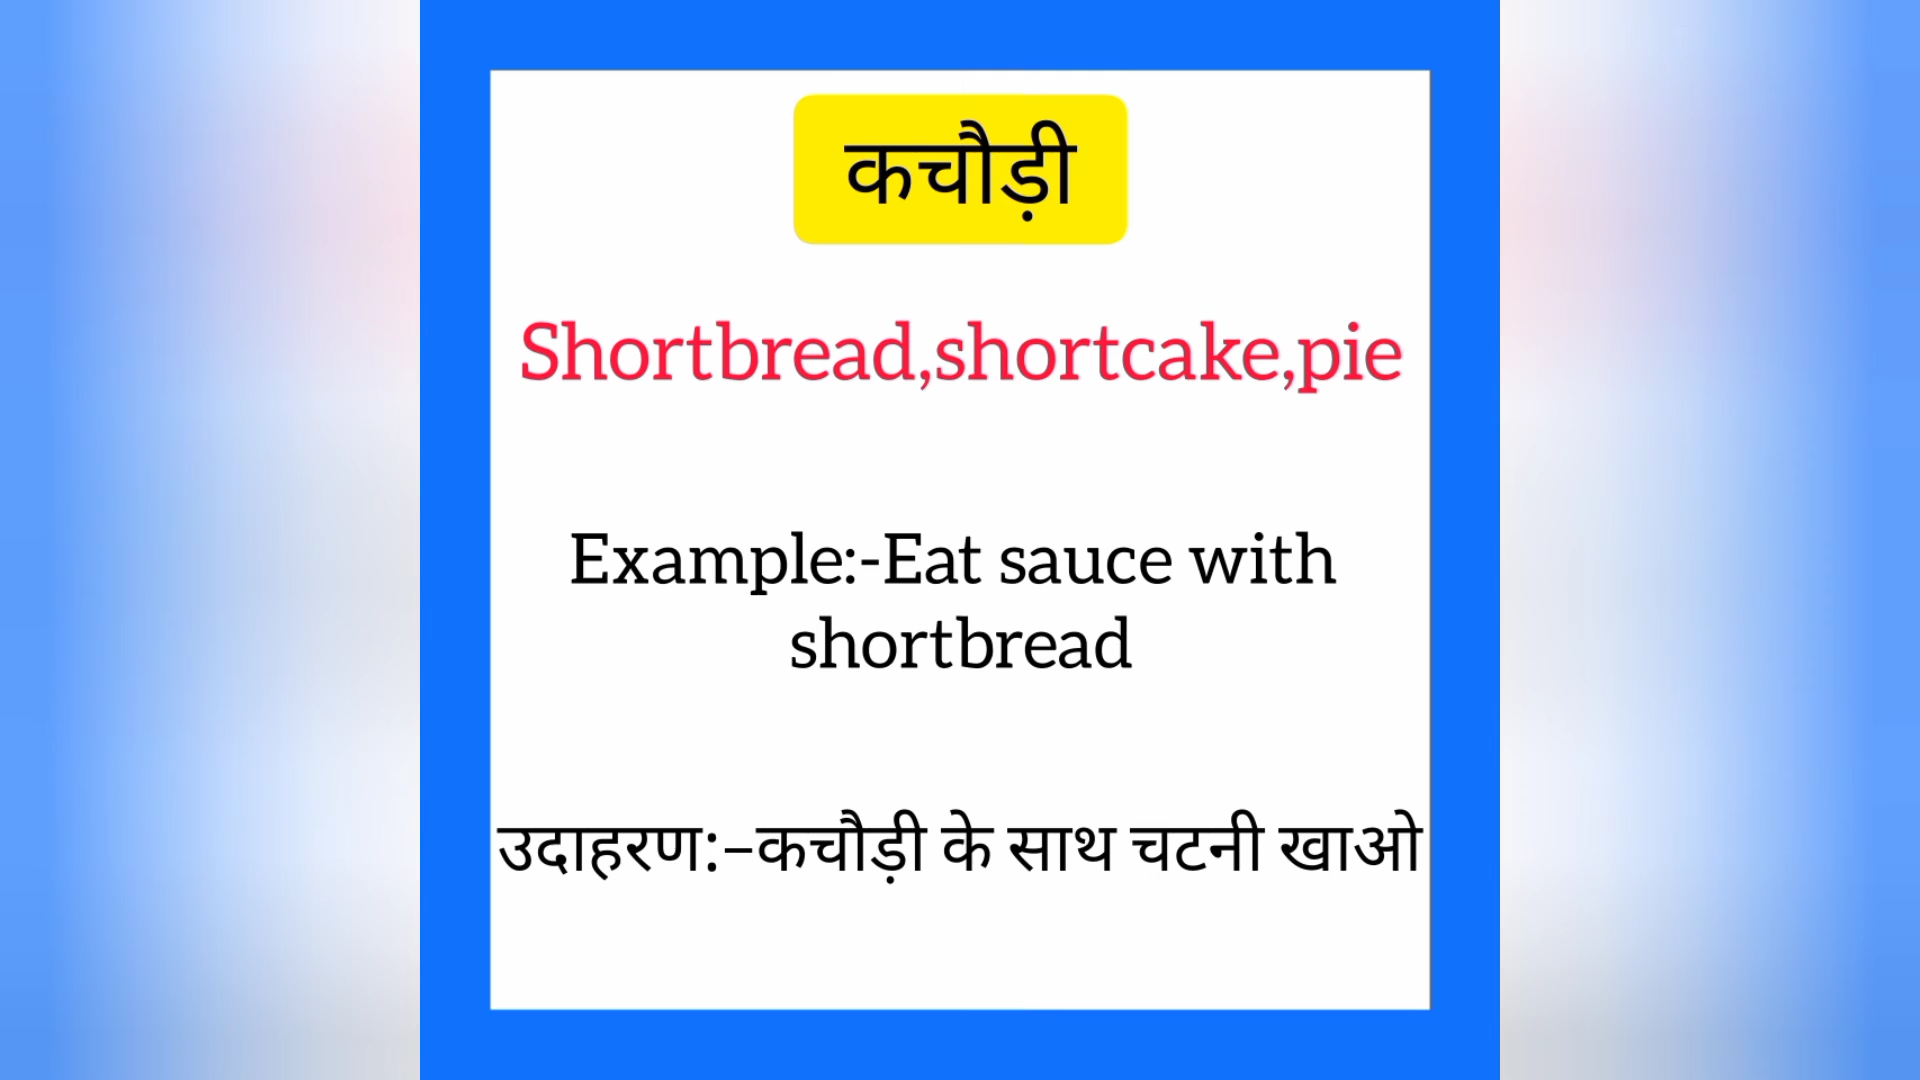 कचौड़ी
Shortbread,shortcake,pie
Example:-Eat sauce with
shortbread
उदाहरण:–कचौड़ी के साथ चटनी खाओ